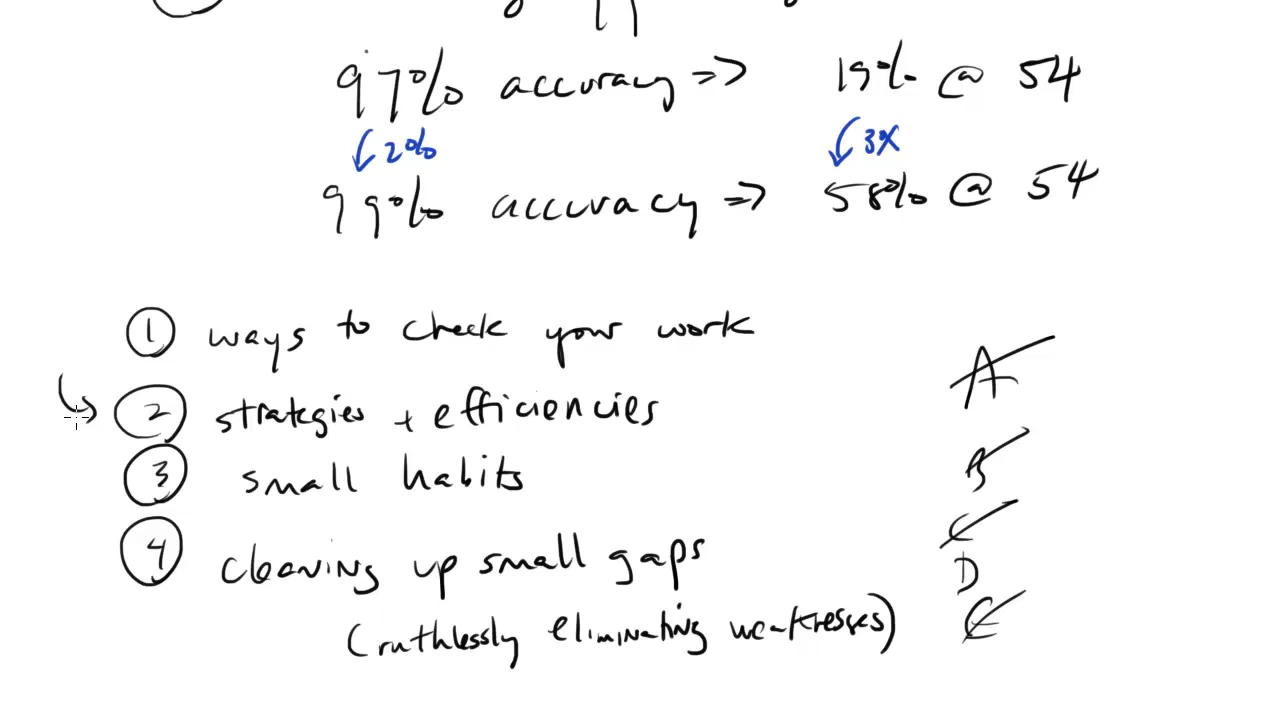 97% accuracy => 19% @ 54
2% 3x
99% accuracy => 58% @ 54
1 ways to check your work
A
2 strategies + efficiencies
B
3 small habits
C
4 cleaning up small gaps
D
(ruthlessly eliminating weaknesses)
E